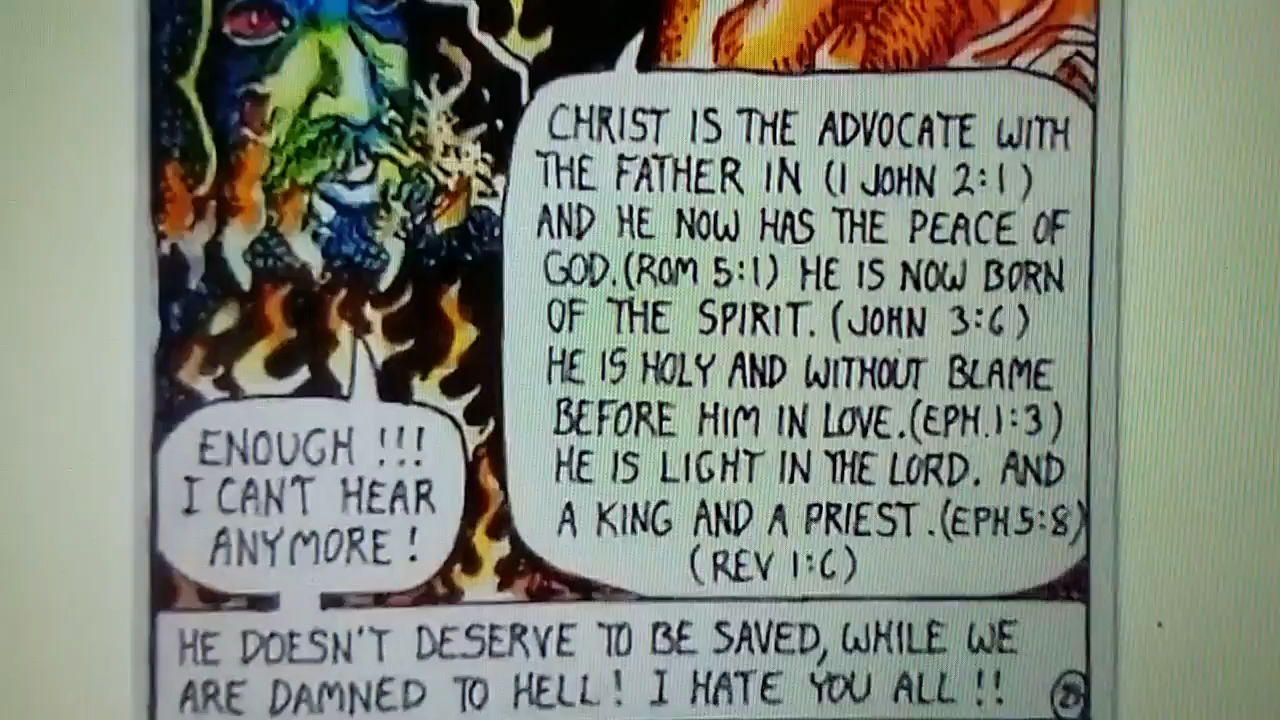 CHRIST IS THE ADVOCATE WITH
THE FATHER IN (1 JOHN 2:1)
AND HE NOW HAS THE PEACE OF
GOD.(ROM 5:1) HE IS NOW BORN
OF THE SPIRIT. (JOHN 3:6)
HE IS HOLY AND WITHOUT BLAME
BEFORE HIM IN LOVE.(EPH.1:3)
HE IS LIGHT IN THE LORD. AND
A KING AND A PRIEST.(EPH 5:8)
(REV 1:6)
ENOUGH !!!
I CAN'T HEAR
ANYMORE !
HE DOESN'T DESERVE TO BE SAVED, WHILE WE
ARE DAMNED TO HELL! I HATE YOU ALL !!